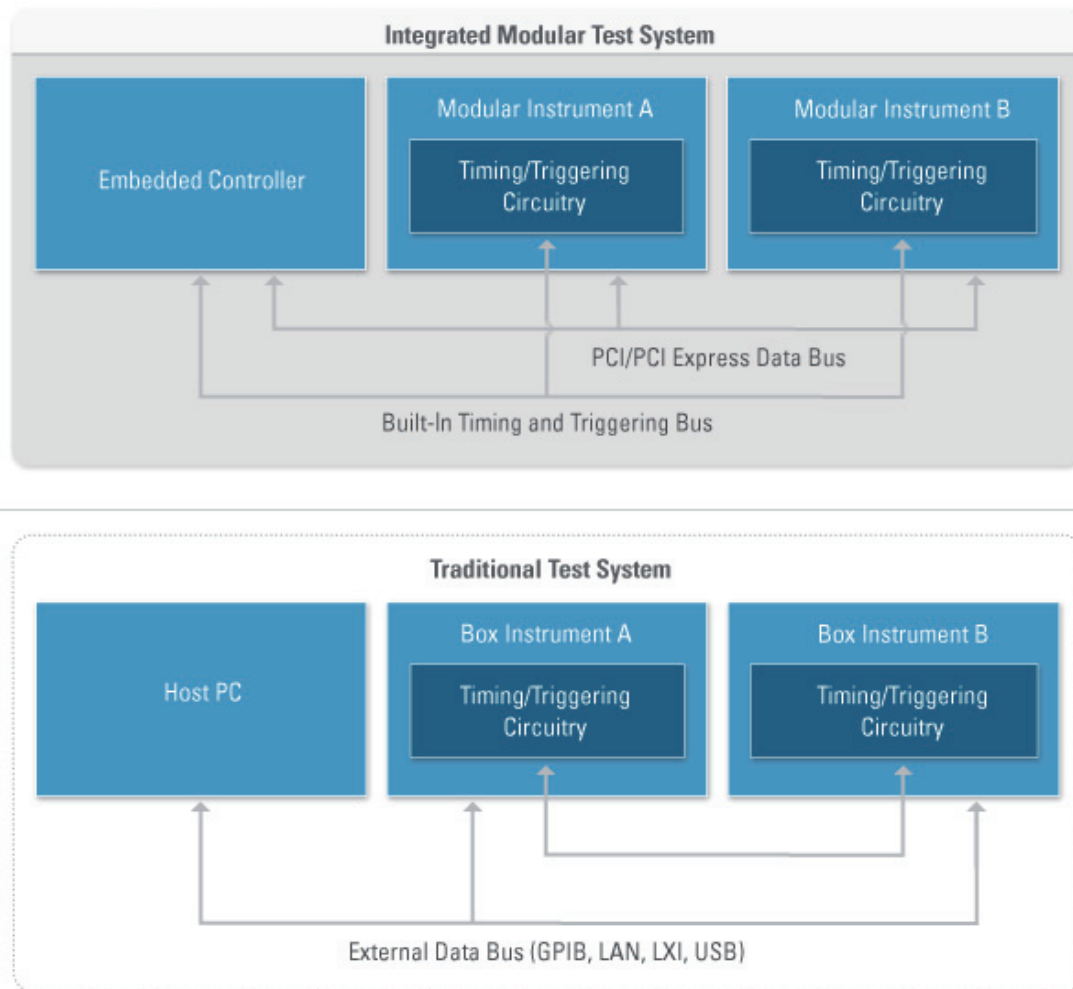 Integrated Modular Test System
Embedded Controller
Modular Instrument A
Timing/Triggering
Circuitry
Modular Instrument B
Timing/Triggering
Circuitry
PCI/PCI Express Data Bus
Built-In Timing and Triggering Bus
Traditional Test System
Host PC
Box Instrument A
Timing/Triggering
Circuitry
Box Instrument B
Timing/Triggering
Circuitry
External Data Bus (GPIB, LAN, LXI, USB)